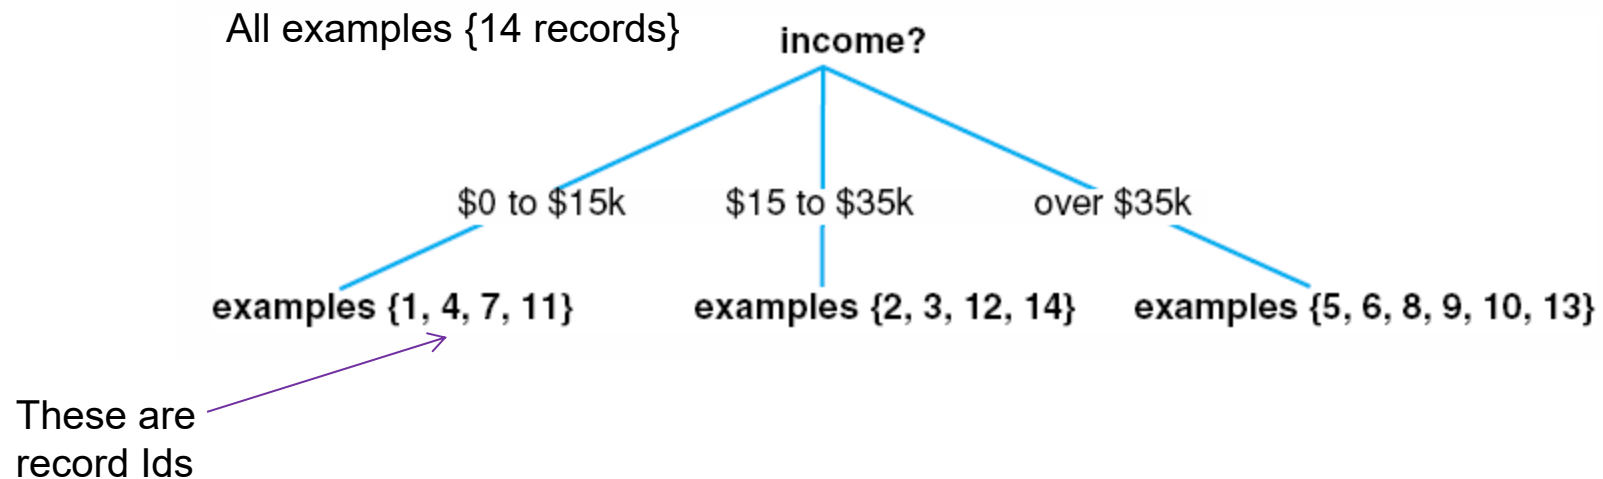 All examples {14 records}
income?
$0 to $15k
$15 to $35k
over $35k
examples {1, 4, 7, 11}
examples {2, 3, 12, 14}
examples {5, 6, 8, 9, 10, 13}
These are
record Ids